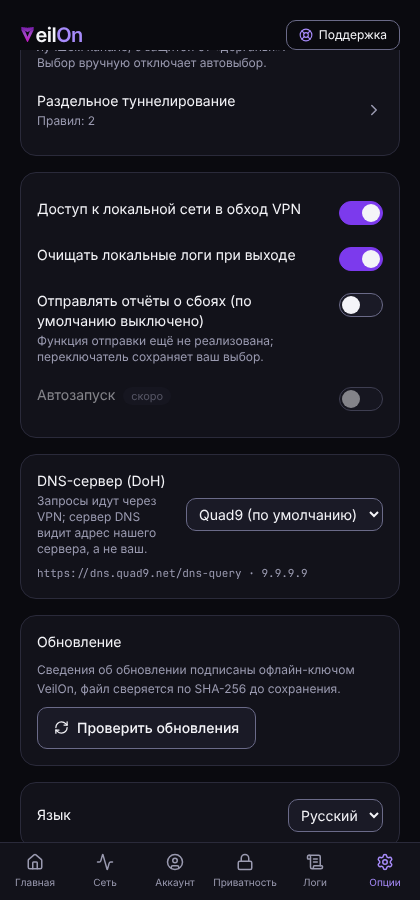 VeilOn
Поддержка
Выбор вручную отключает автовыбор.
Раздельное туннелирование
Правил: 2
Доступ к локальной сети в обход VPN
Очищать локальные логи при выходе
Отправлять отчёты о сбоях (по
умолчанию выключено)
Функция отправки ещё не реализована;
переключатель сохраняет ваш выбор.
Автозапуск скоро
DNS-сервер (DoH)
Запросы идут через
VPN; сервер DNS
видит адрес нашего
сервера, а не ваш.
Quad9 (по умолчанию)
https://dns.quad9.net/dns-query · 9.9.9.9
Обновление
Сведения об обновлении подписаны офлайн-ключом
VeilOn, файл сверяется по SHA-256 до сохранения.
Проверить обновления
Язык
Русский
Главная
Сеть
Аккаунт
Приватность
Логи
Опции